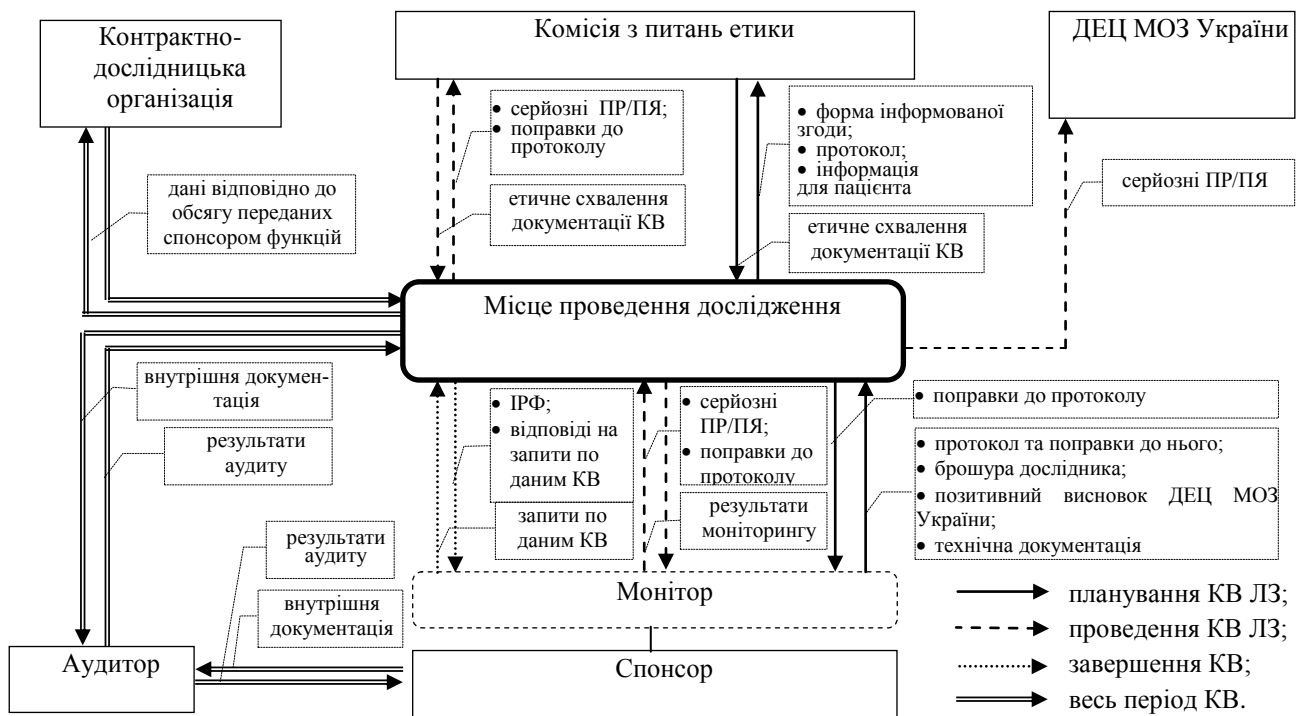 Контрактно-
дослідницька
організація
Комісія з питань етики
ДЕЦ МОЗ України
• серйозні ПР/ПЯ;
• поправки до
протоколу
• форма інформованої
згоди;
• протокол;
• інформація
для пацієнта
серйозні ПР/ПЯ
дані відповідно до
обсягу переданих
спонсором функцій
етичне схвалення
документації КВ
етичне схвалення
документації КВ
Місце проведення дослідження
внутрішня докумен-
тація
результати
аудиту
• ІРФ;
• відповіді на
запити по
даним КВ
• серйозні
ПР/ПЯ;
• поправки до
протоколу
• поправки до протоколу
• протокол та поправки до нього;
• брошура дослідника;
• позитивний висновок ДЕЦ МОЗ
України;
• технічна документація
запити по
даним КВ
результати
моніторингу
результати
аудиту
внутрішня
документація
Монітор
Аудитор
Спонсор
планування КВ ЛЗ;
проведення КВ ЛЗ;
завершення КВ;
весь період КВ.